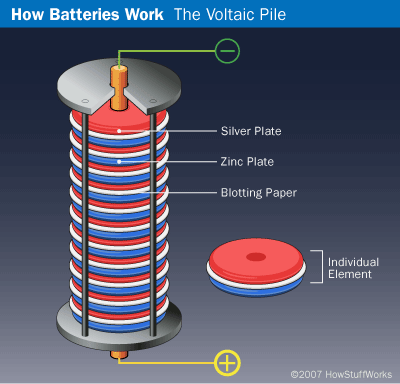 How Batteries Work The Voltaic Pile
−
Silver Plate
Zinc Plate
Blotting Paper
Individual
Element
+
©2007 HowStuffWorks